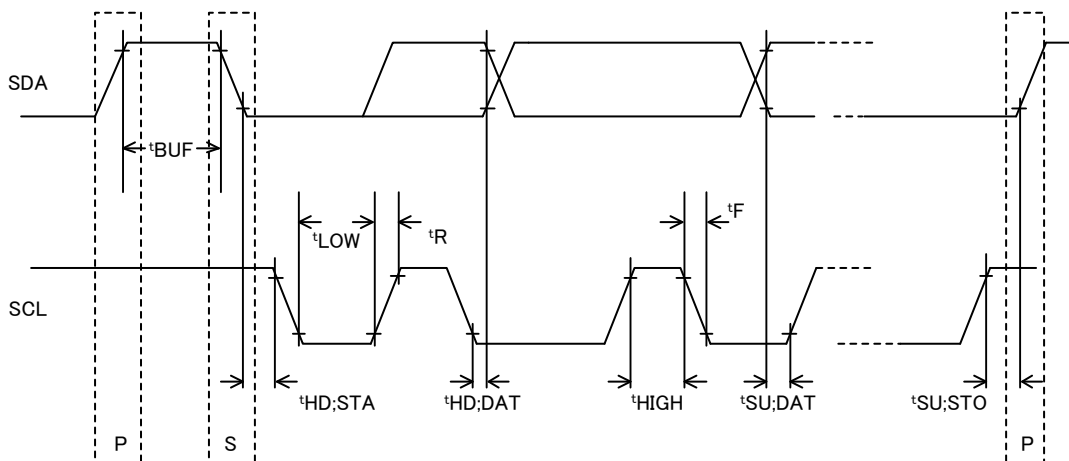 SDA
tBUF
tLOW
tR
tF
SCL
tHD;STA
tHD;DAT
tHIGH
tSU;DAT
tSU;STO
P
S
P